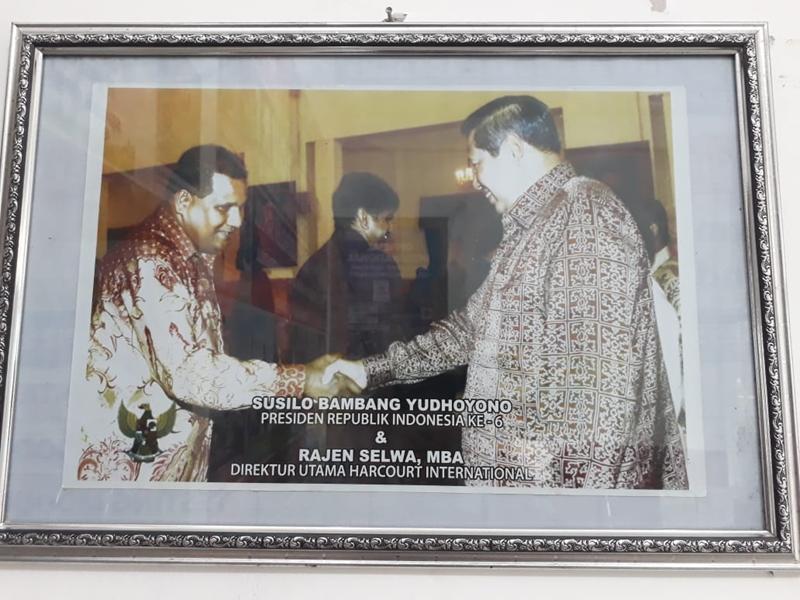 SUSILO BAMBANG YUDHOYONO
PRESIDEN REPUBLIK INDONESIA KE - 6
&
RAJEN SELWA, MBA
DIREKTUR UTAMA HARCOURT INTERNATIONAL